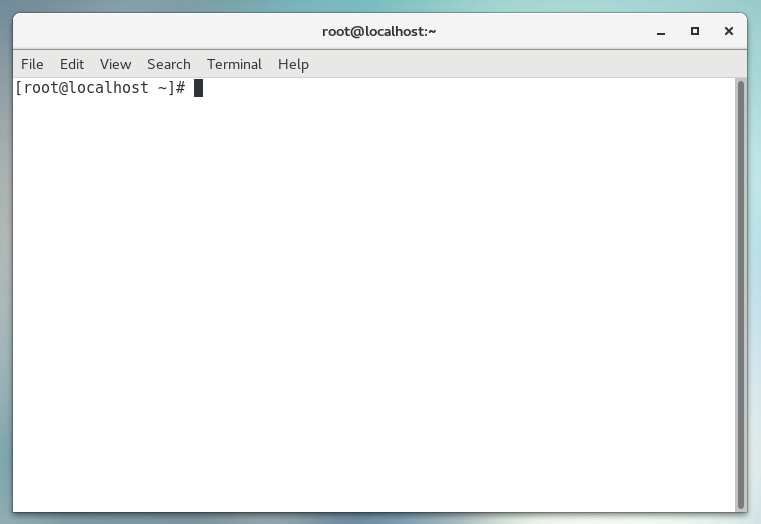 root@localhost:~
File Edit View Search Terminal Help
[root@localhost ~]#